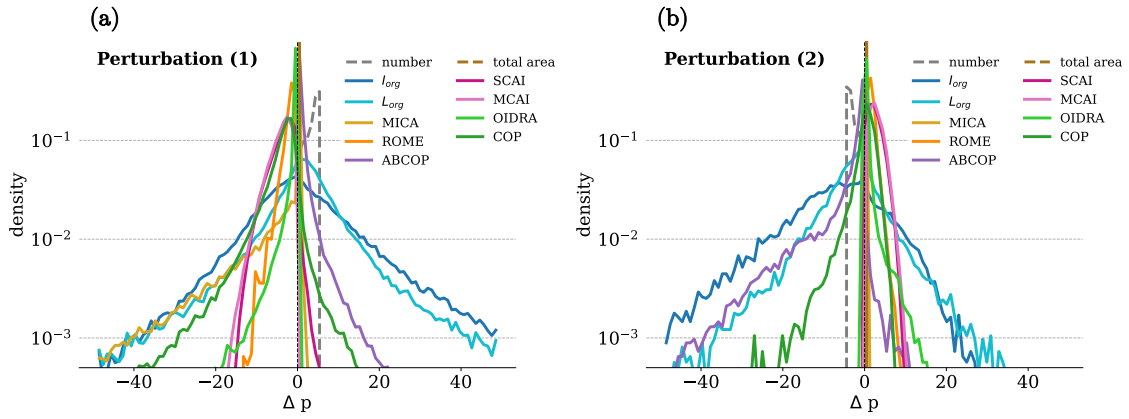 (a)
Perturbation (1)
number
I_org
L_org
MICA
ROME
ABCOP
total area
SCAI
MCAI
OIDRA
COP
density
10⁻¹
10⁻²
10⁻³
−40
−20
0
20
40
Δ p
(b)
Perturbation (2)
number
I_org
L_org
MICA
ROME
ABCOP
total area
SCAI
MCAI
OIDRA
COP
density
10⁻¹
10⁻²
10⁻³
−40
−20
0
20
40
Δ p